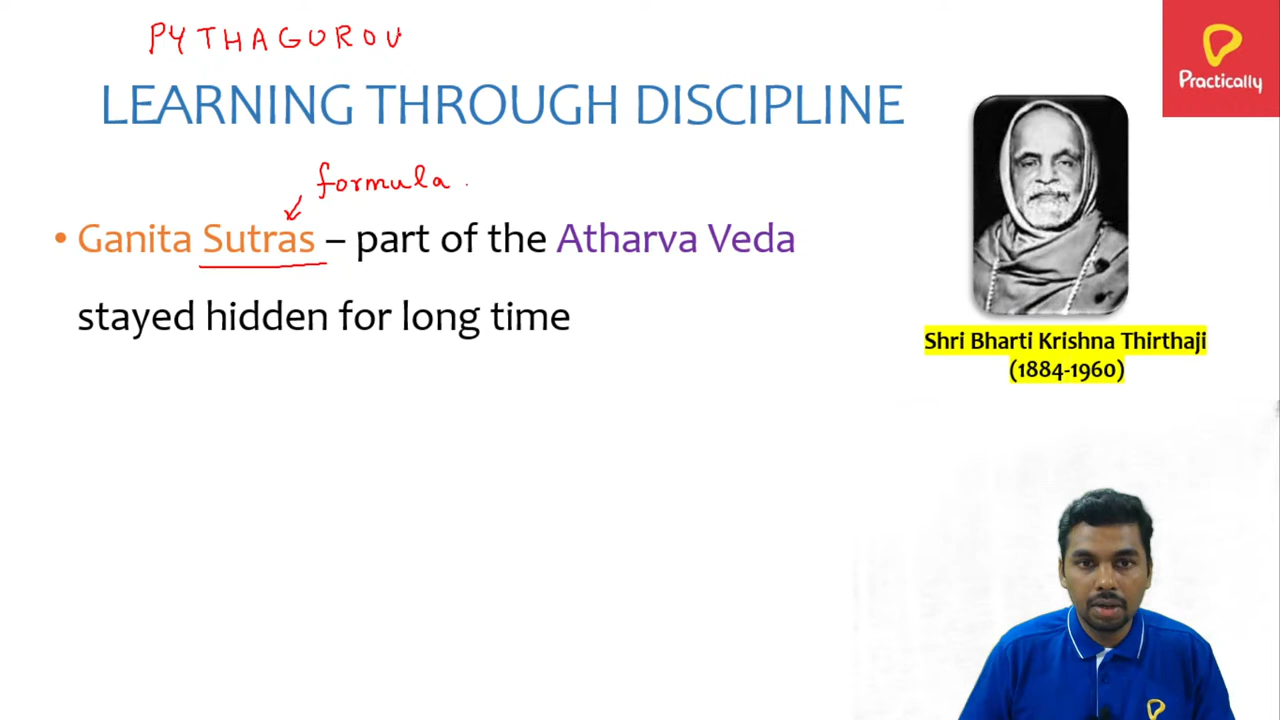 PYTHAGOROU
Practically
LEARNING THROUGH DISCIPLINE
formula.
• Ganita Sutras – part of the Atharva Veda
stayed hidden for long time
Shri Bharti Krishna Thirthaji
(1884-1960)